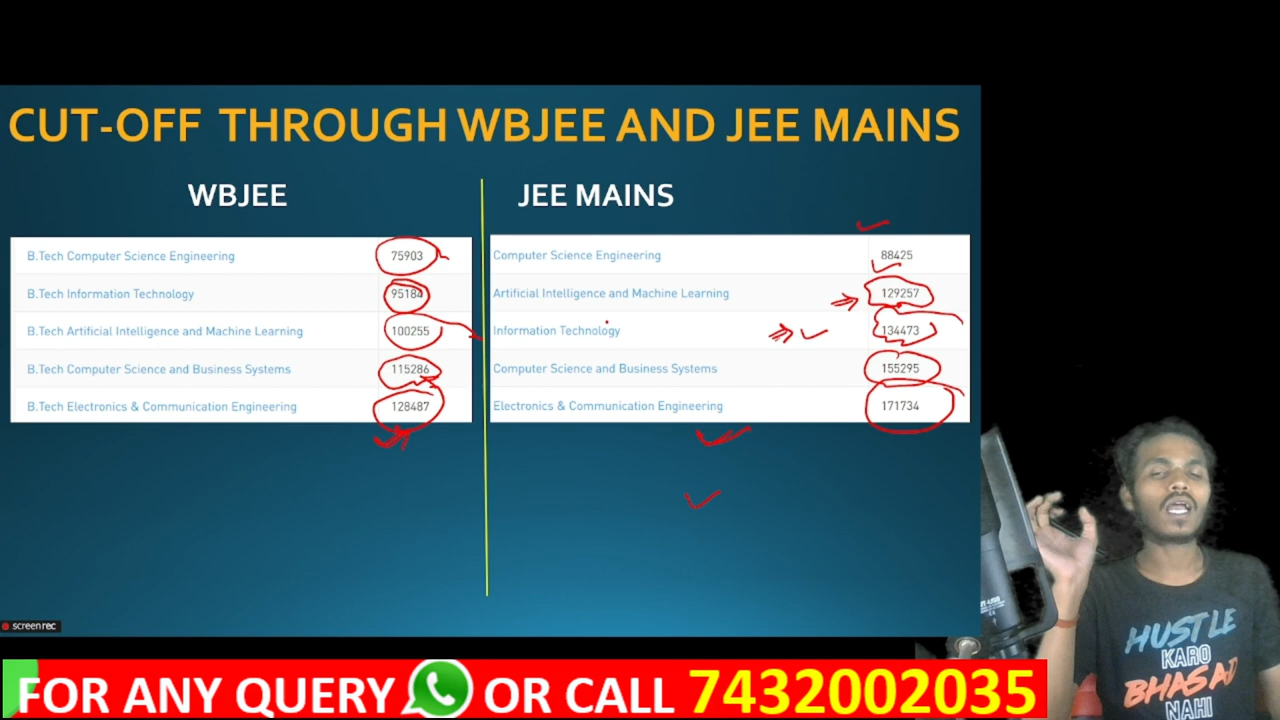 CUT-OFF THROUGH WBJEE AND JEE MAINS
WBJEE
B.Tech Computer Science Engineering 75903
B.Tech Information Technology 95184
B.Tech Artificial Intelligence and Machine Learning 100255
B.Tech Computer Science and Business Systems 115286
B.Tech Electronics & Communication Engineering 128487
JEE MAINS
Computer Science Engineering 88425
Artificial Intelligence and Machine Learning 129257
Information Technology 134473
Computer Science and Business Systems 155295
Electronics & Communication Engineering 171734
screenrec
HUSTLE
KARO
BHASAD
NAHI
FOR ANY QUERY OR CALL 7432002035